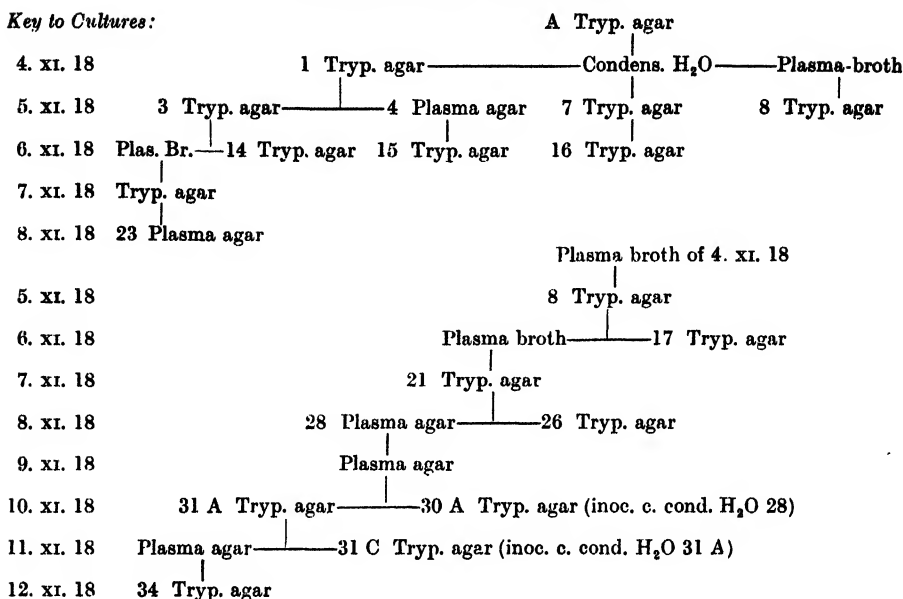 Key to Cultures:
A Tryp. agar
4. XI. 18 1 Tryp. agar Condens. H₂O Plasma-broth
5. XI. 18 3 Tryp. agar 4 Plasma agar 7 Tryp. agar 8 Tryp. agar
6. XI. 18 Plas. Br. 14 Tryp. agar 15 Tryp. agar 16 Tryp. agar
7. XI. 18 Tryp. agar
8. XI. 18 23 Plasma agar
Plasma broth of 4. XI. 18
5. XI. 18 8 Tryp. agar
6. XI. 18 Plasma broth 17 Tryp. agar
7. XI. 18 21 Tryp. agar
8. XI. 18 28 Plasma agar 26 Tryp. agar
9. XI. 18 Plasma agar
10. XI. 18 31 A Tryp. agar 30 A Tryp. agar (inoc. c. cond. H₂O 28)
11. XI. 18 Plasma agar 31 C Tryp. agar (inoc. c. cond. H₂O 31 A)
12. XI. 18 34 Tryp. agar